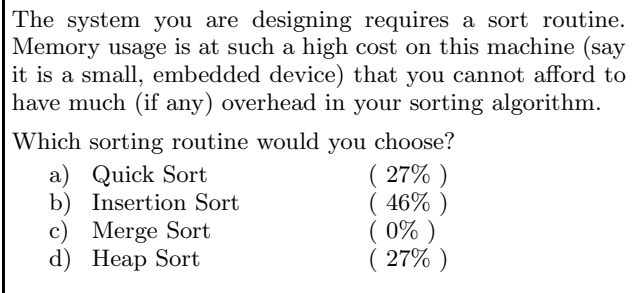 The system you are designing requires a sort routine.
Memory usage is at such a high cost on this machine (say
it is a small, embedded device) that you cannot afford to
have much (if any) overhead in your sorting algorithm.
Which sorting routine would you choose?
a) Quick Sort ( 27% )
b) Insertion Sort ( 46% )
c) Merge Sort ( 0% )
d) Heap Sort ( 27% )